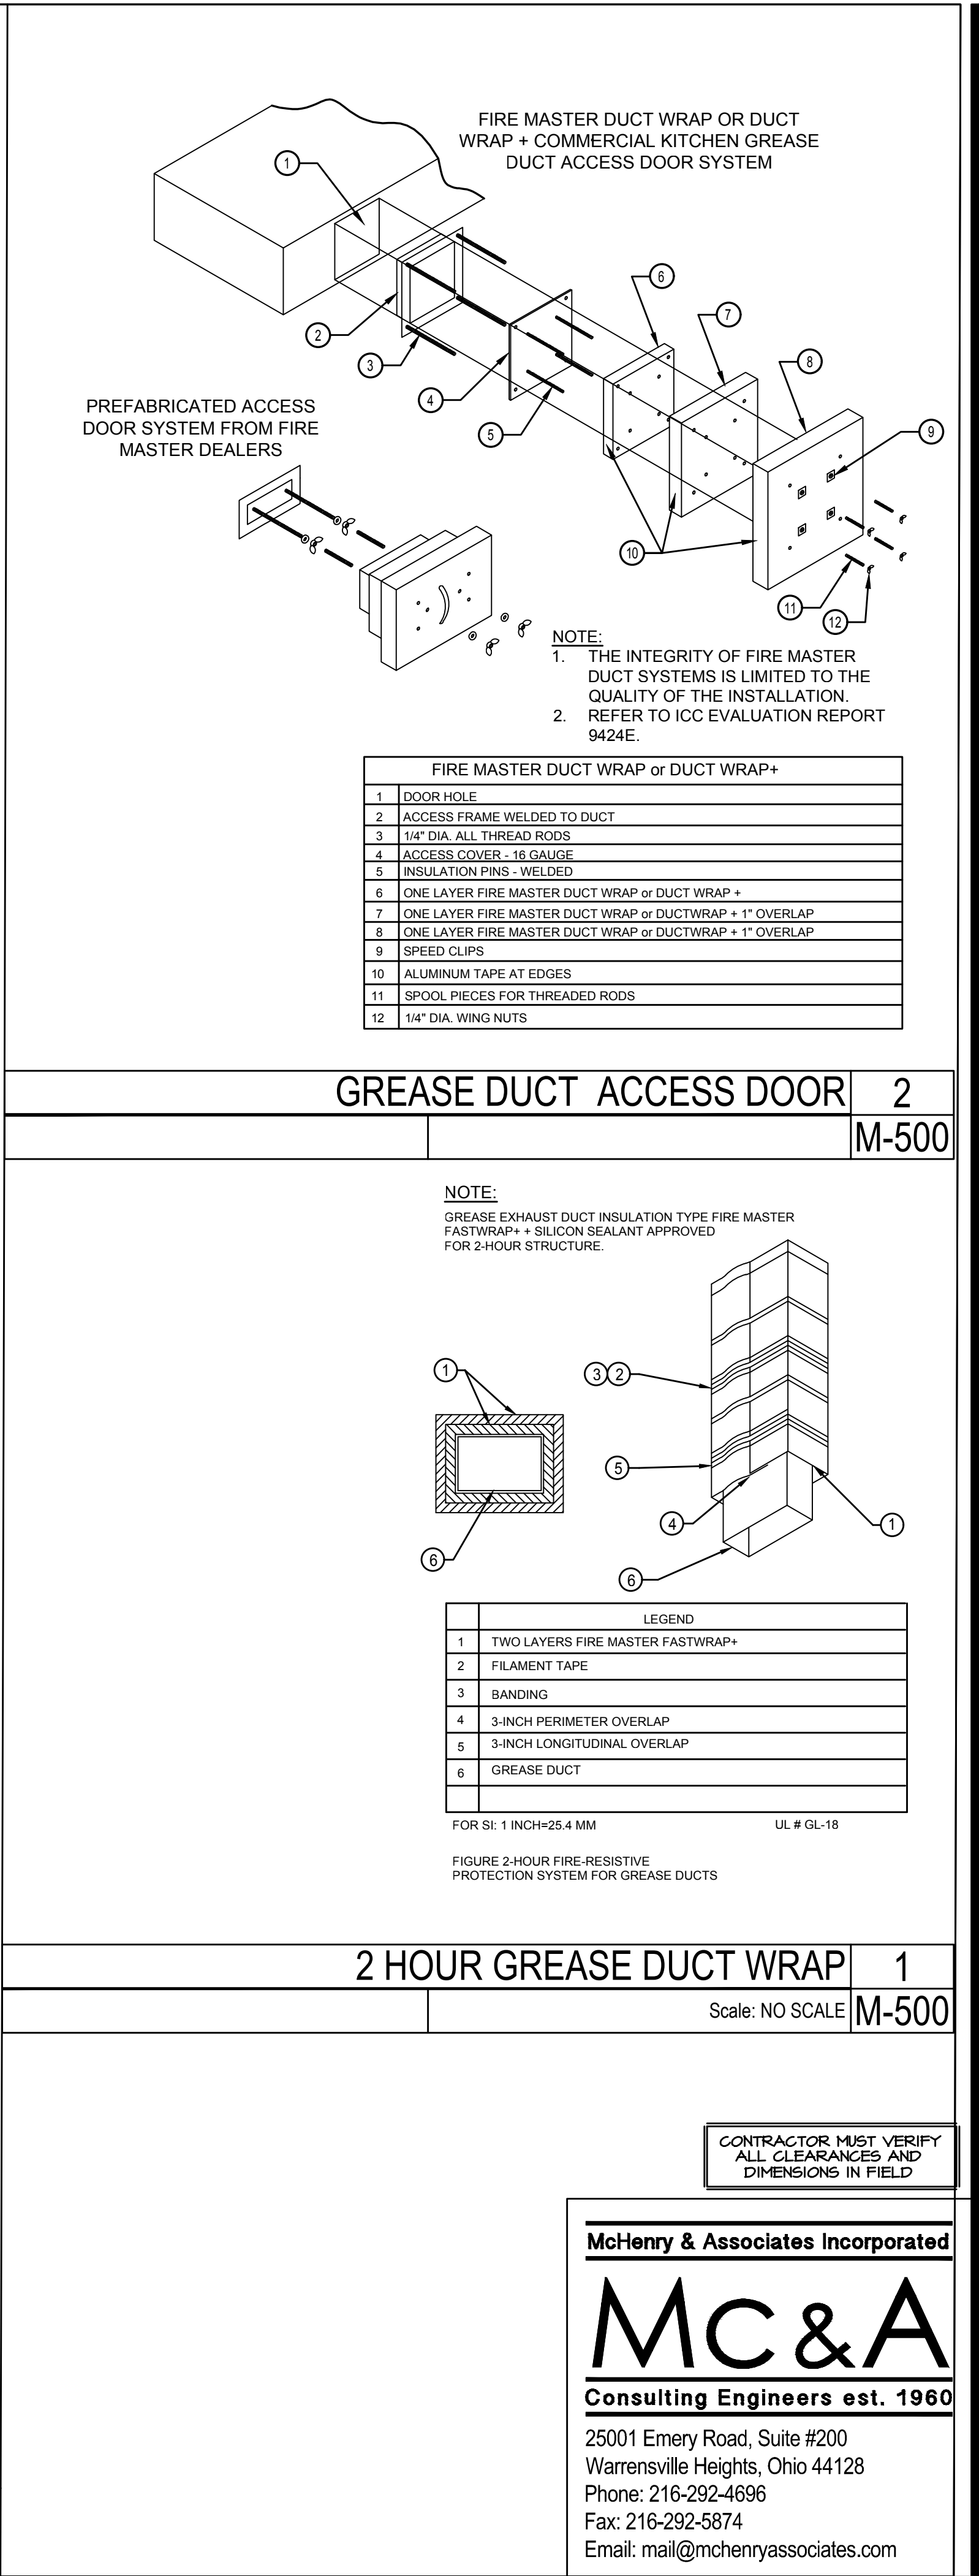 FIRE MASTER DUCT WRAP OR DUCT
WRAP + COMMERCIAL KITCHEN GREASE
DUCT ACCESS DOOR SYSTEM
1
2
3
4
5
6
7
8
9
10
11
12
PREFABRICATED ACCESS
DOOR SYSTEM FROM FIRE
MASTER DEALERS
NOTE:
1. THE INTEGRITY OF FIRE MASTER
DUCT SYSTEMS IS LIMITED TO THE
QUALITY OF THE INSTALLATION.
2. REFER TO ICC EVALUATION REPORT
9424E.
FIRE MASTER DUCT WRAP or DUCT WRAP+
1 DOOR HOLE
2 ACCESS FRAME WELDED TO DUCT
3 1/4" DIA. ALL THREAD RODS
4 ACCESS COVER - 16 GAUGE
5 INSULATION PINS - WELDED
6 ONE LAYER FIRE MASTER DUCT WRAP or DUCT WRAP +
7 ONE LAYER FIRE MASTER DUCT WRAP or DUCTWRAP + 1" OVERLAP
8 ONE LAYER FIRE MASTER DUCT WRAP or DUCTWRAP + 1" OVERLAP
9 SPEED CLIPS
10 ALUMINUM TAPE AT EDGES
11 SPOOL PIECES FOR THREADED RODS
12 1/4" DIA. WING NUTS
GREASE DUCT ACCESS DOOR 2
M-500
NOTE:
GREASE EXHAUST DUCT INSULATION TYPE FIRE MASTER
FASTWRAP+ + SILICON SEALANT APPROVED
FOR 2-HOUR STRUCTURE.
1
3 2
5
4
1
6
6
LEGEND
1 TWO LAYERS FIRE MASTER FASTWRAP+
2 FILAMENT TAPE
3 BANDING
4 3-INCH PERIMETER OVERLAP
5 3-INCH LONGITUDINAL OVERLAP
6 GREASE DUCT
FOR SI: 1 INCH=25.4 MM UL # GL-18
FIGURE 2-HOUR FIRE-RESISTIVE
PROTECTION SYSTEM FOR GREASE DUCTS
2 HOUR GREASE DUCT WRAP 1
Scale: NO SCALE M-500
CONTRACTOR MUST VERIFY
ALL CLEARANCES AND
DIMENSIONS IN FIELD
McHenry & Associates Incorporated
MC&A
Consulting Engineers est. 1960
25001 Emery Road, Suite #200
Warrensville Heights, Ohio 44128
Phone: 216-292-4696
Fax: 216-292-5874
Email: mail@mchenryassociates.com